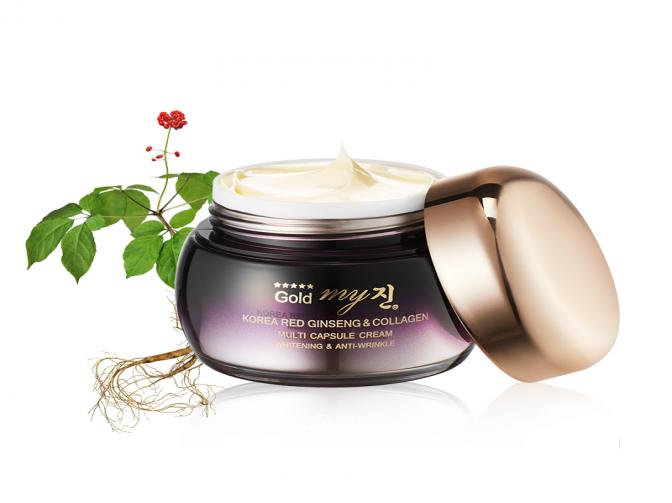 ★★★★★
Gold my진®
KOREA RED GINSENG & COLLAGEN
MULTI CAPSULE CREAM
WHITENING & ANTI-WRINKLE